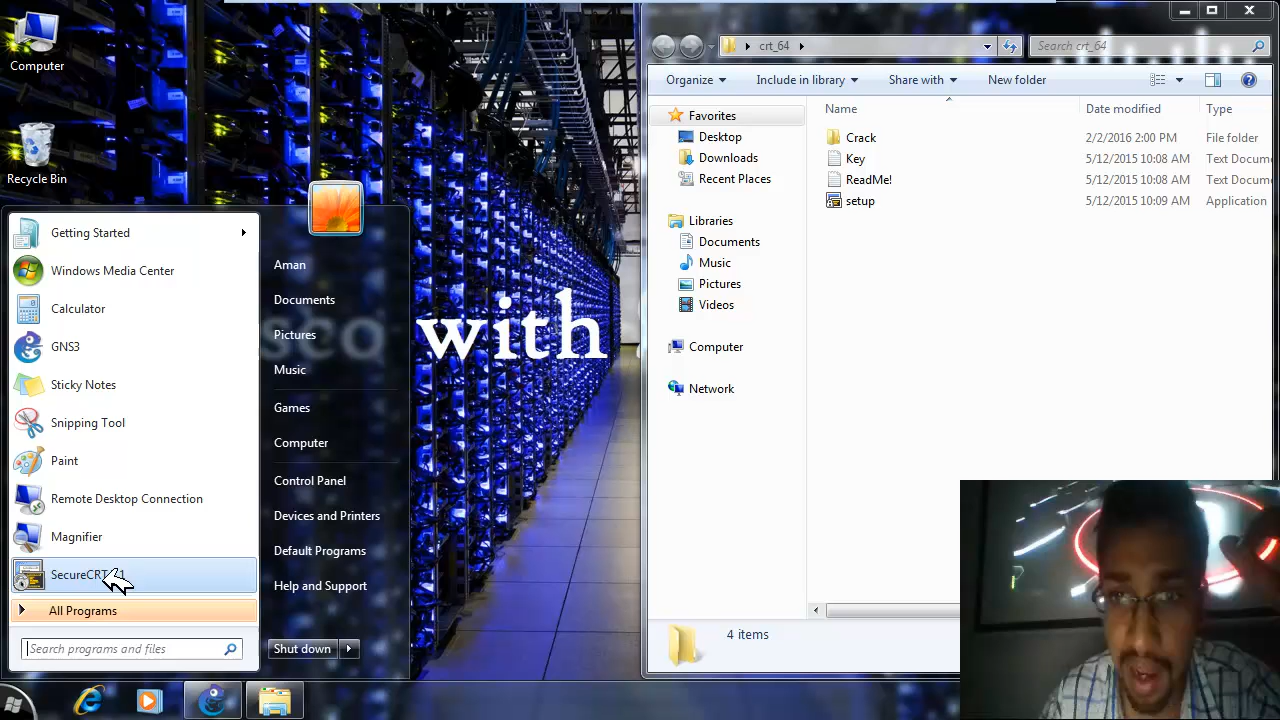 Computer
Recycle Bin
Getting Started
Windows Media Center
Calculator
GNS3
Sticky Notes
Snipping Tool
Paint
Remote Desktop Connection
Magnifier
SecureCRT
All Programs
Search programs and files
Aman
Documents
Pictures
Music
Games
Computer
Control Panel
Devices and Printers
Default Programs
Help and Support
Shut down
with
crt_64
Search crt_64
Organize Include in library Share with New folder
Favorites
Desktop
Downloads
Recent Places
Libraries
Documents
Music
Pictures
Videos
Computer
Network
Name Date modified Type
Crack 2/2/2016 2:00 PM File folder
Key 5/12/2015 10:08 AM Text Docume
ReadMe! 5/12/2015 10:08 AM Text Docume
setup 5/12/2015 10:09 AM Application
4 items